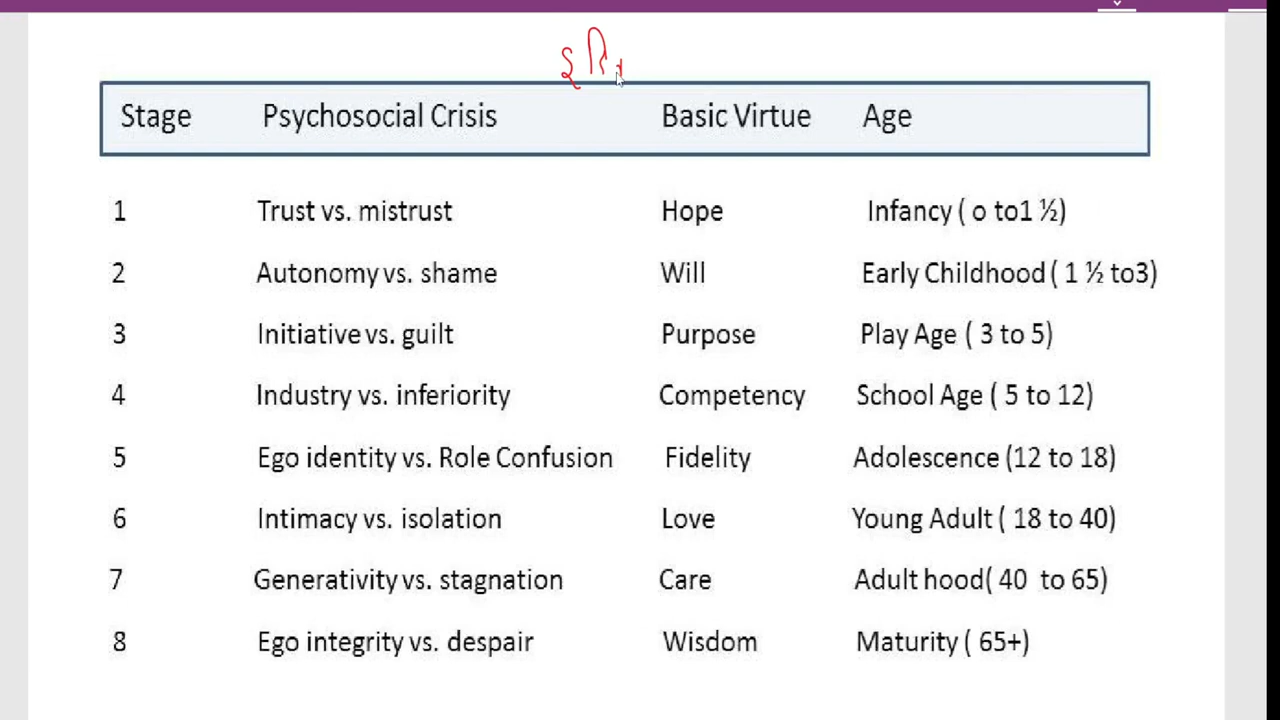 Stage Psychosocial Crisis Basic Virtue Age
1 Trust vs. mistrust Hope Infancy ( o to1 ½)
2 Autonomy vs. shame Will Early Childhood ( 1 ½ to3)
3 Initiative vs. guilt Purpose Play Age ( 3 to 5)
4 Industry vs. inferiority Competency School Age ( 5 to 12)
5 Ego identity vs. Role Confusion Fidelity Adolescence (12 to 18)
6 Intimacy vs. isolation Love Young Adult ( 18 to 40)
7 Generativity vs. stagnation Care Adult hood( 40 to 65)
8 Ego integrity vs. despair Wisdom Maturity ( 65+)